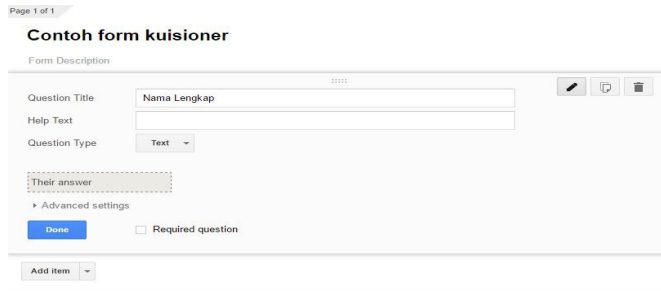 Page 1 of 1
Contoh form kuisioner
Form Description
Question Title Nama Lengkap
Help Text
Question Type Text
Their answer
Advanced settings
Done Required question
Add item